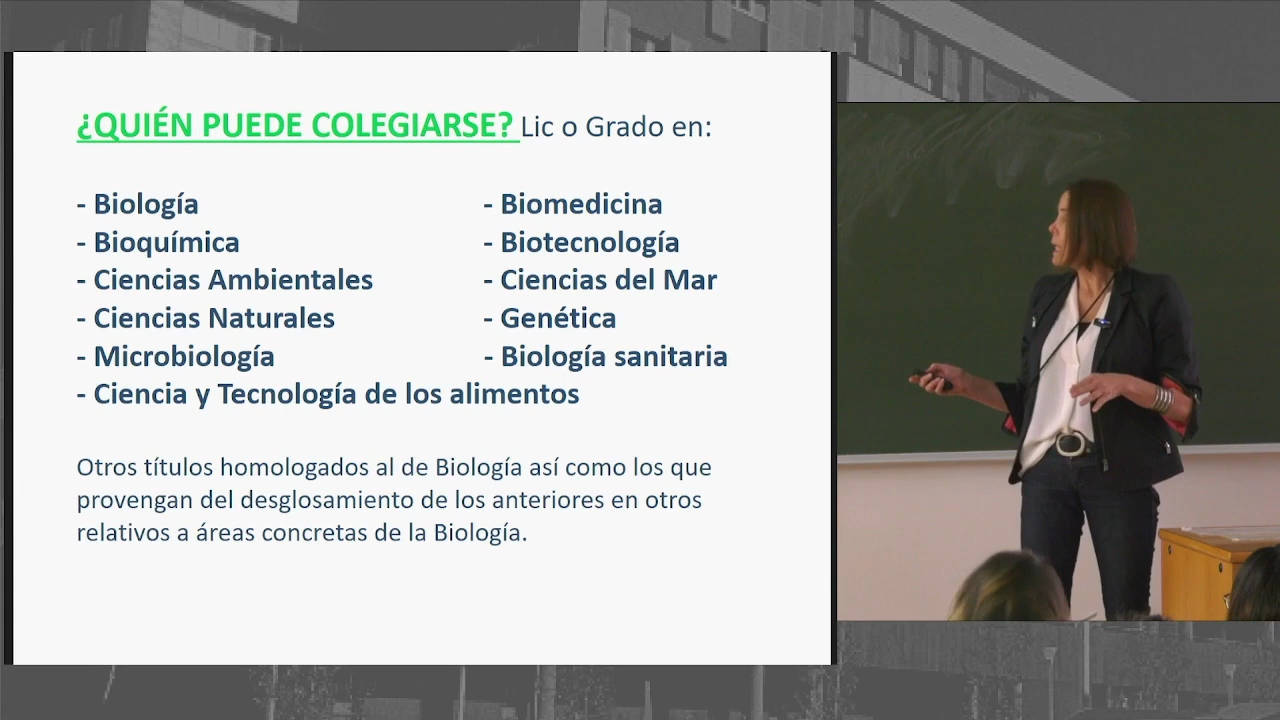 ¿QUIÉN PUEDE COLEGIARSE? Lic o Grado en:
- Biología
- Bioquímica
- Ciencias Ambientales
- Ciencias Naturales
- Microbiología
- Ciencia y Tecnología de los alimentos
- Biomedicina
- Biotecnología
- Ciencias del Mar
- Genética
- Biología sanitaria
Otros títulos homologados al de Biología así como los que
provengan del desglosamiento de los anteriores en otros
relativos a áreas concretas de la Biología.